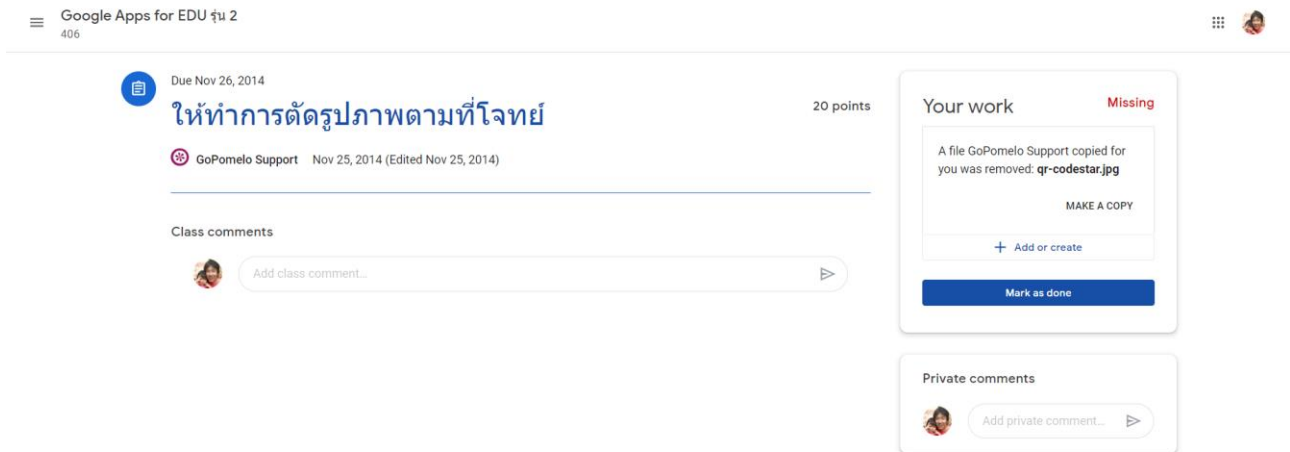 Google Apps for EDU รุ่น 2
406
Due Nov 26, 2014
ให้ทำการตัดรูปภาพตามที่โจทย์
20 points
GoPomelo Support Nov 25, 2014 (Edited Nov 25, 2014)
Class comments
Add class comment...
Your work
Missing
A file GoPomelo Support copied for
you was removed: qr-codestar.jpg
MAKE A COPY
+ Add or create
Mark as done
Private comments
Add private comment...